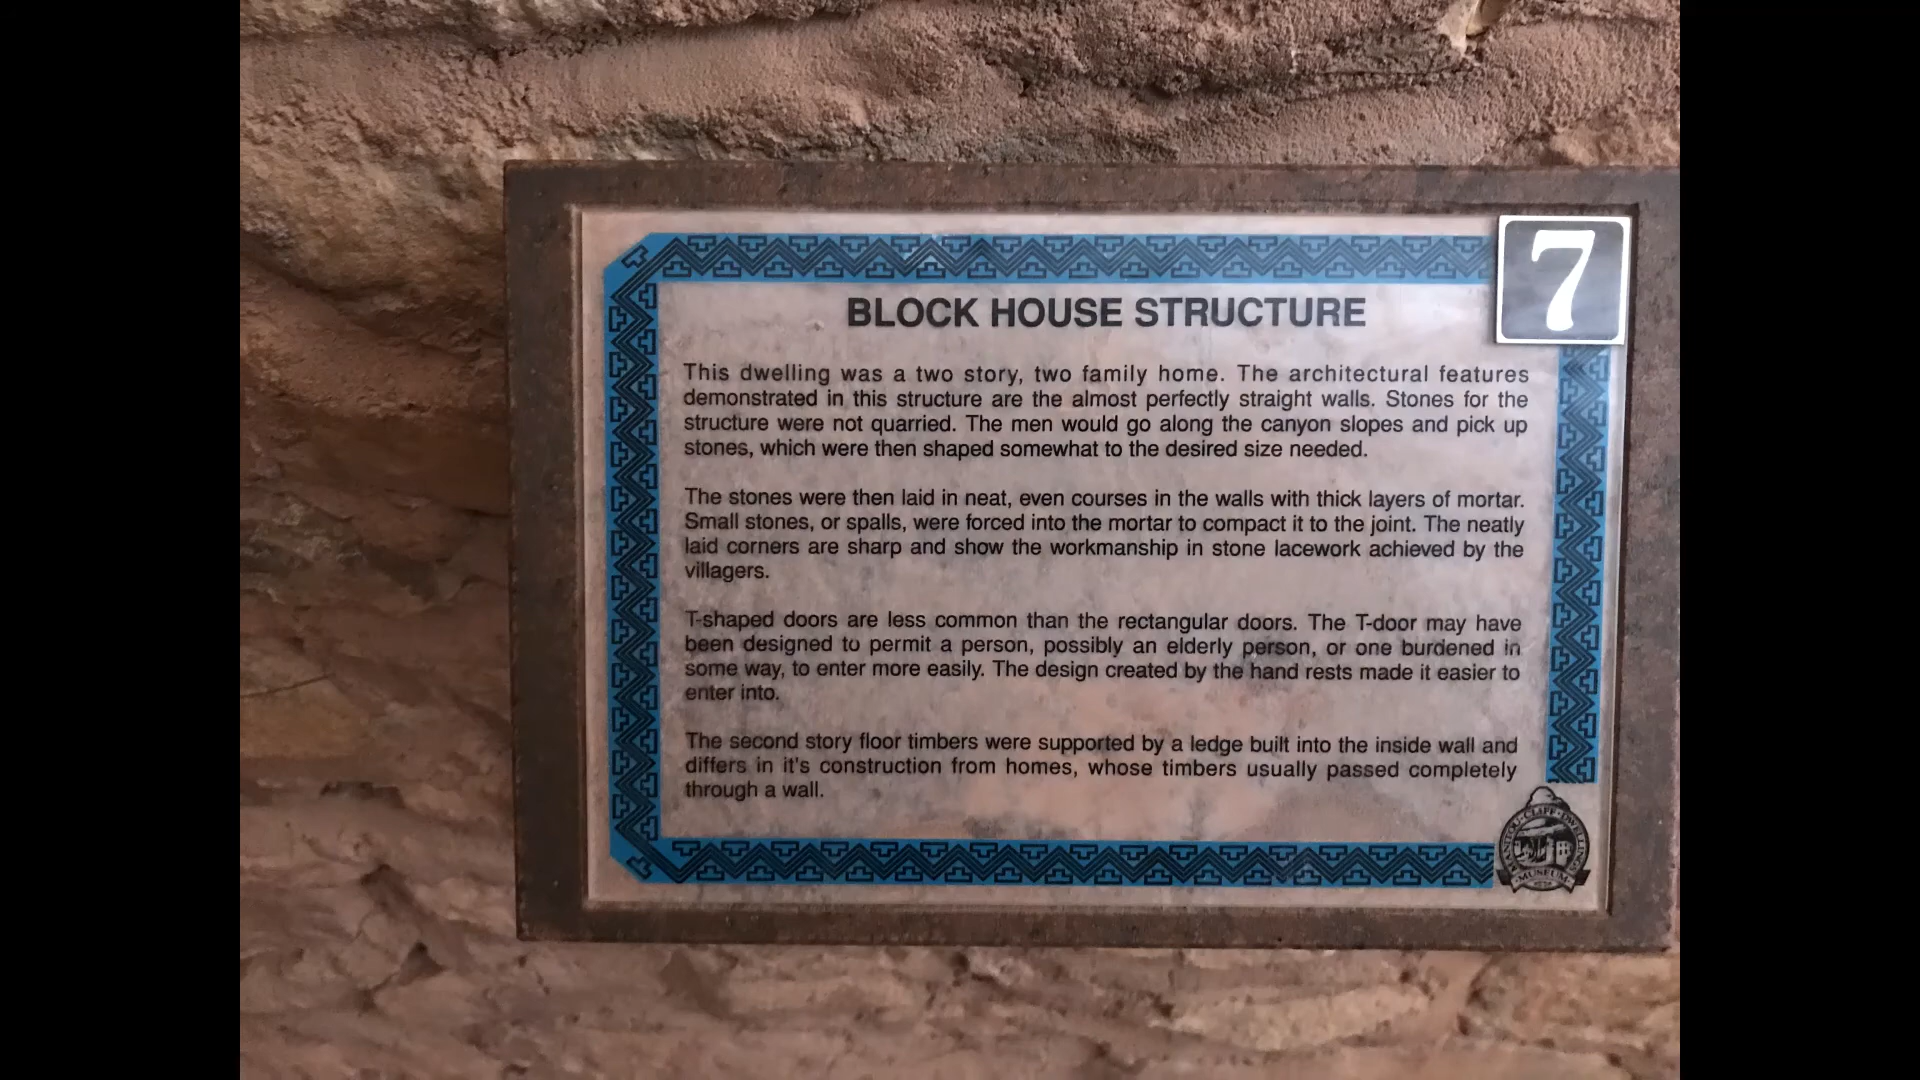 7
BLOCK HOUSE STRUCTURE
This dwelling was a two story, two family home. The architectural features
demonstrated in this structure are the almost perfectly straight walls. Stones for the
structure were not quarried. The men would go along the canyon slopes and pick up
stones, which were then shaped somewhat to the desired size needed.
The stones were then laid in neat, even courses in the walls with thick layers of mortar.
Small stones, or spalls, were forced into the mortar to compact it to the joint. The neatly
laid corners are sharp and show the workmanship in stone lacework achieved by the
villagers.
T-shaped doors are less common than the rectangular doors. The T-door may have
been designed to permit a person, possibly an elderly person, or one burdened in
some way, to enter more easily. The design created by the hand rests made it easier to
enter into.
The second story floor timbers were supported by a ledge built into the inside wall and
differs in it's construction from homes, whose timbers usually passed completely
through a wall.
MANITOU CLIFF DWELLINGS
MUSEUM